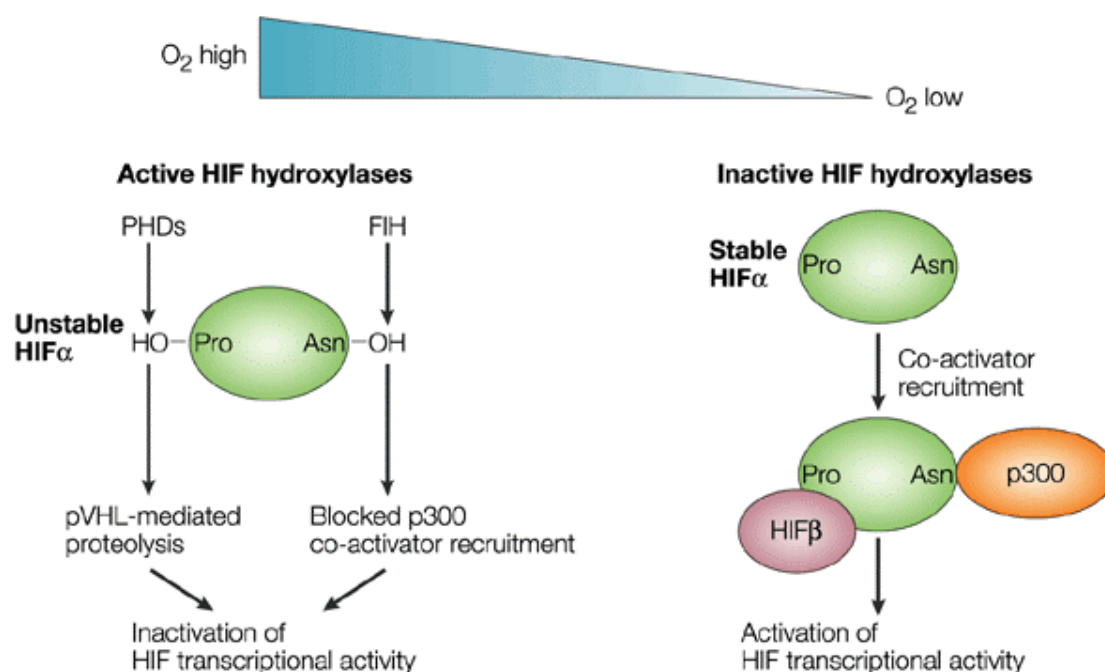 O₂ high
O₂ low
Active HIF hydroxylases
PHDs
FIH
Unstable
HIFα
HO
Pro
Asn
OH
pVHL-mediated
proteolysis
Blocked p300
co-activator recruitment
Inactivation of
HIF transcriptional activity
Inactive HIF hydroxylases
Stable
HIFα
Pro
Asn
Co-activator
recruitment
Pro
Asn
p300
HIFβ
Activation of
HIF transcriptional activity